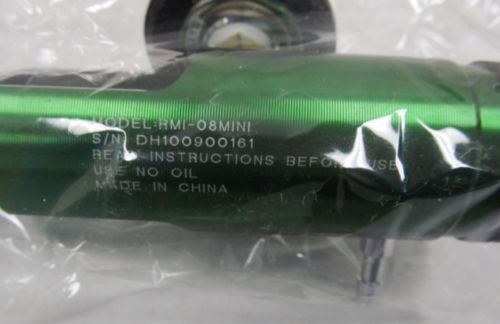 MODEL:RMI-08MINI
S/N: DH100900161
READ INSTRUCTIONS BEFORE USE
USE NO OIL
MADE IN CHINA